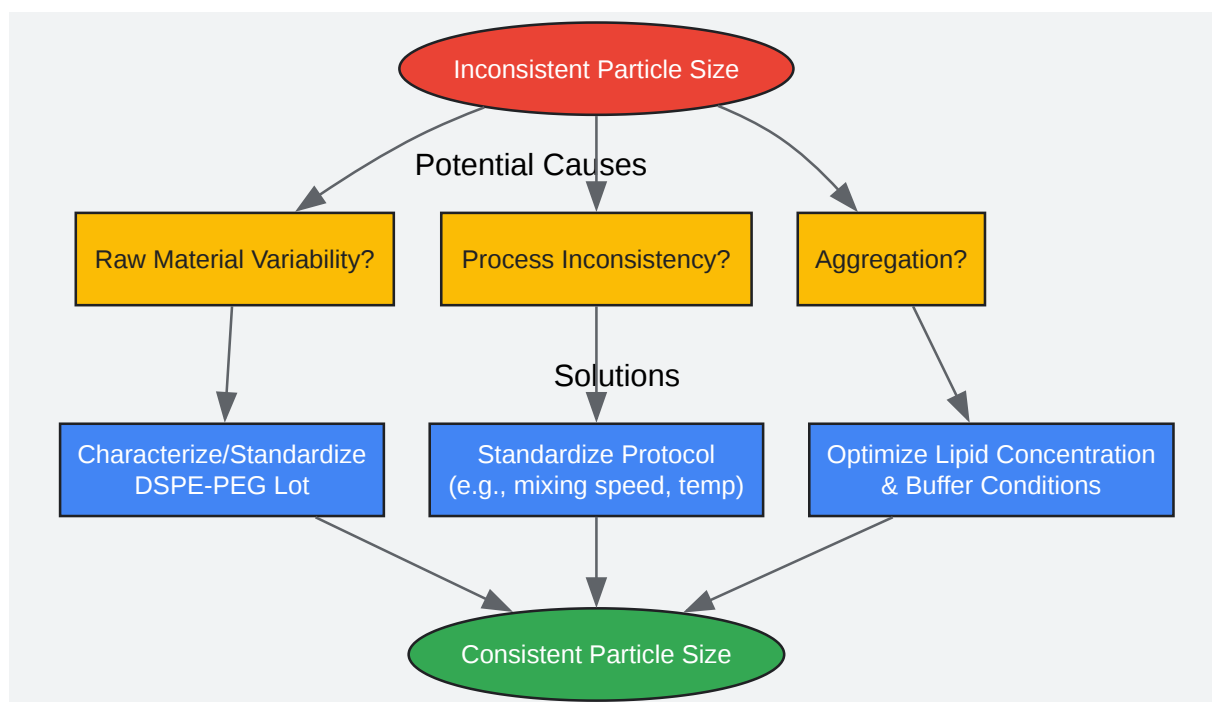 Inconsistent Particle Size
Potential Causes
Raw Material Variability?
Process Inconsistency?
Aggregation?
Solutions
Characterize/Standardize
DSPE-PEG Lot
Standardize Protocol
(e.g., mixing speed, temp)
Optimize Lipid Concentration
& Buffer Conditions
Consistent Particle Size